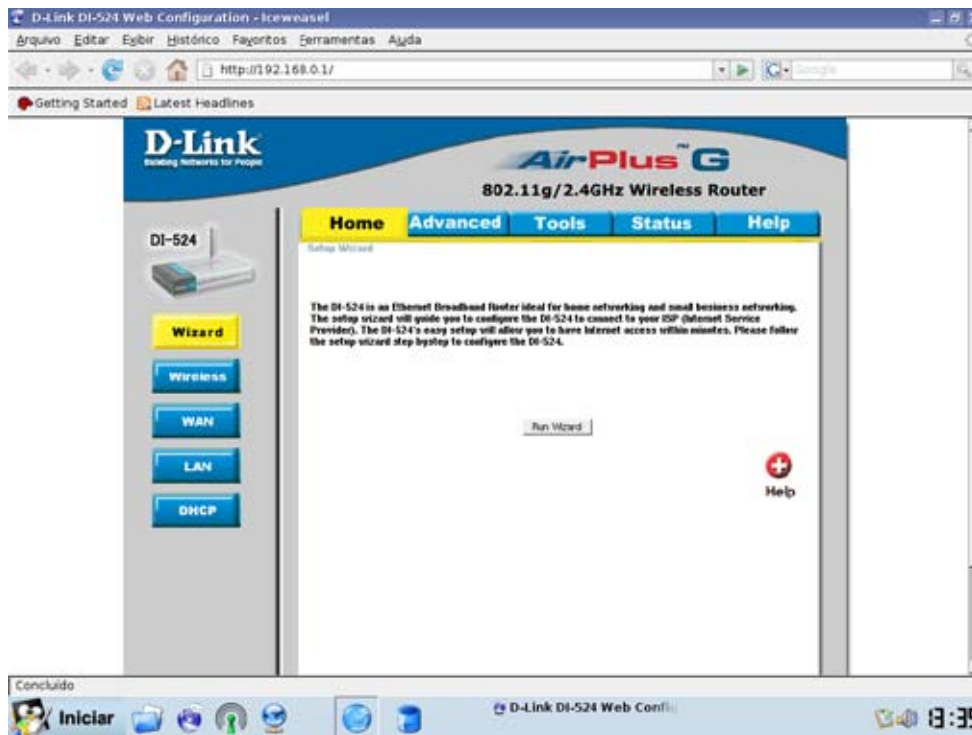 D-Link DI-524 Web Configuration - Iceweasel
Arquivo Editar Exibir Histórico Favoritos Ferramentas Ajuda
http://192.168.0.1/
Google
Getting Started Latest Headlines
D-Link
Building Networks for People
AirPlus G
™
802.11g/2.4GHz Wireless Router
Home Advanced Tools Status Help
DI-524
Setup Wizard
The DI-524 is an Ethernet Broadband Router ideal for home networking and small business networking.
The setup wizard will guide you to configure the DI-524 to connect to your ISP (Internet Service
Provider). The DI-524's easy setup will allow you to have Internet access within minutes. Please follow
the setup wizard step bystep to configure the DI-524.
Wizard
Wireless
WAN
LAN
DHCP
Run Wizard
Help
Concluído
Iniciar
D-Link DI-524 Web Config